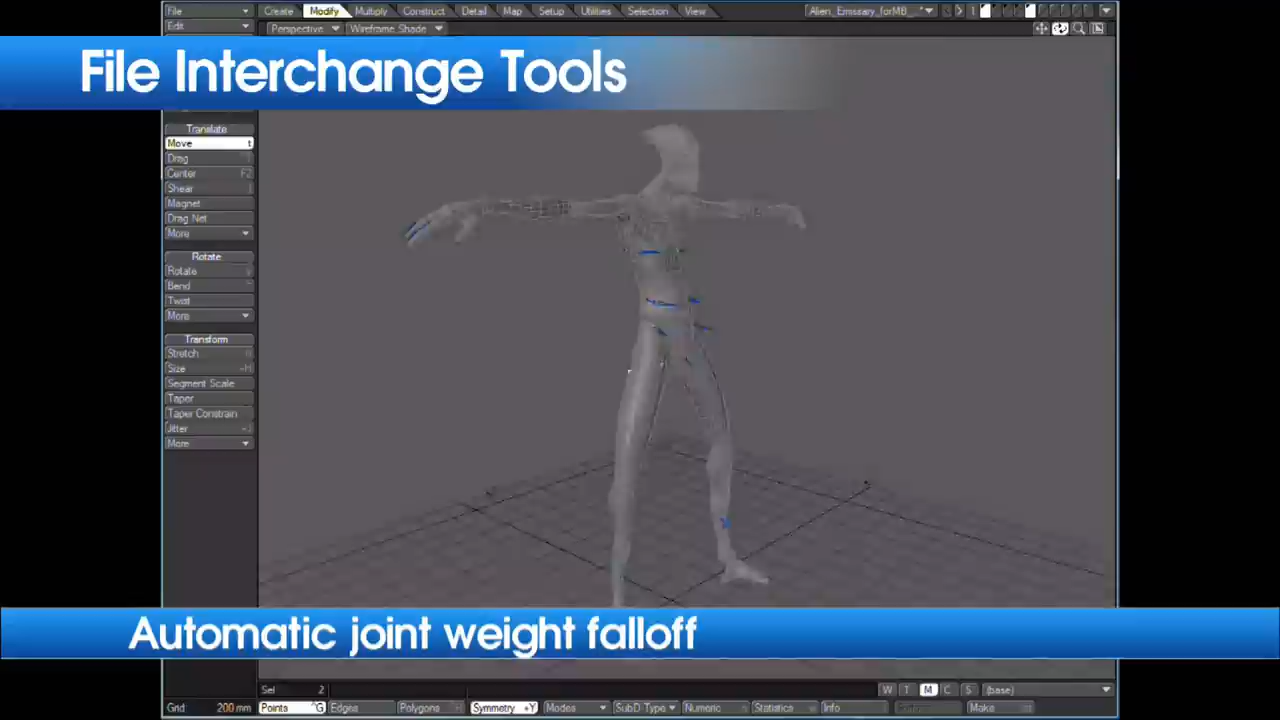 File Create Modify Multiply Construct Detail Map Setup Utilities Selection View Alien_Emissary_forMB_
Edit Perspective Wireframe Shade
File Interchange Tools
Translate
Move t
Drag
Center F2
Shear
Magnet
Drag Net
More
Rotate
Rotate
Bend
Twist
More
Transform
Stretch
Size
Segment Scale
Taper
Taper Constrain
Jitter
More
Automatic joint weight falloff
Sel 2 W T M C S (base)
Grid: 200 mm Points ^G Edges Polygons Symmetry +Y Modes SubD Type Numeric Statistics Info Make